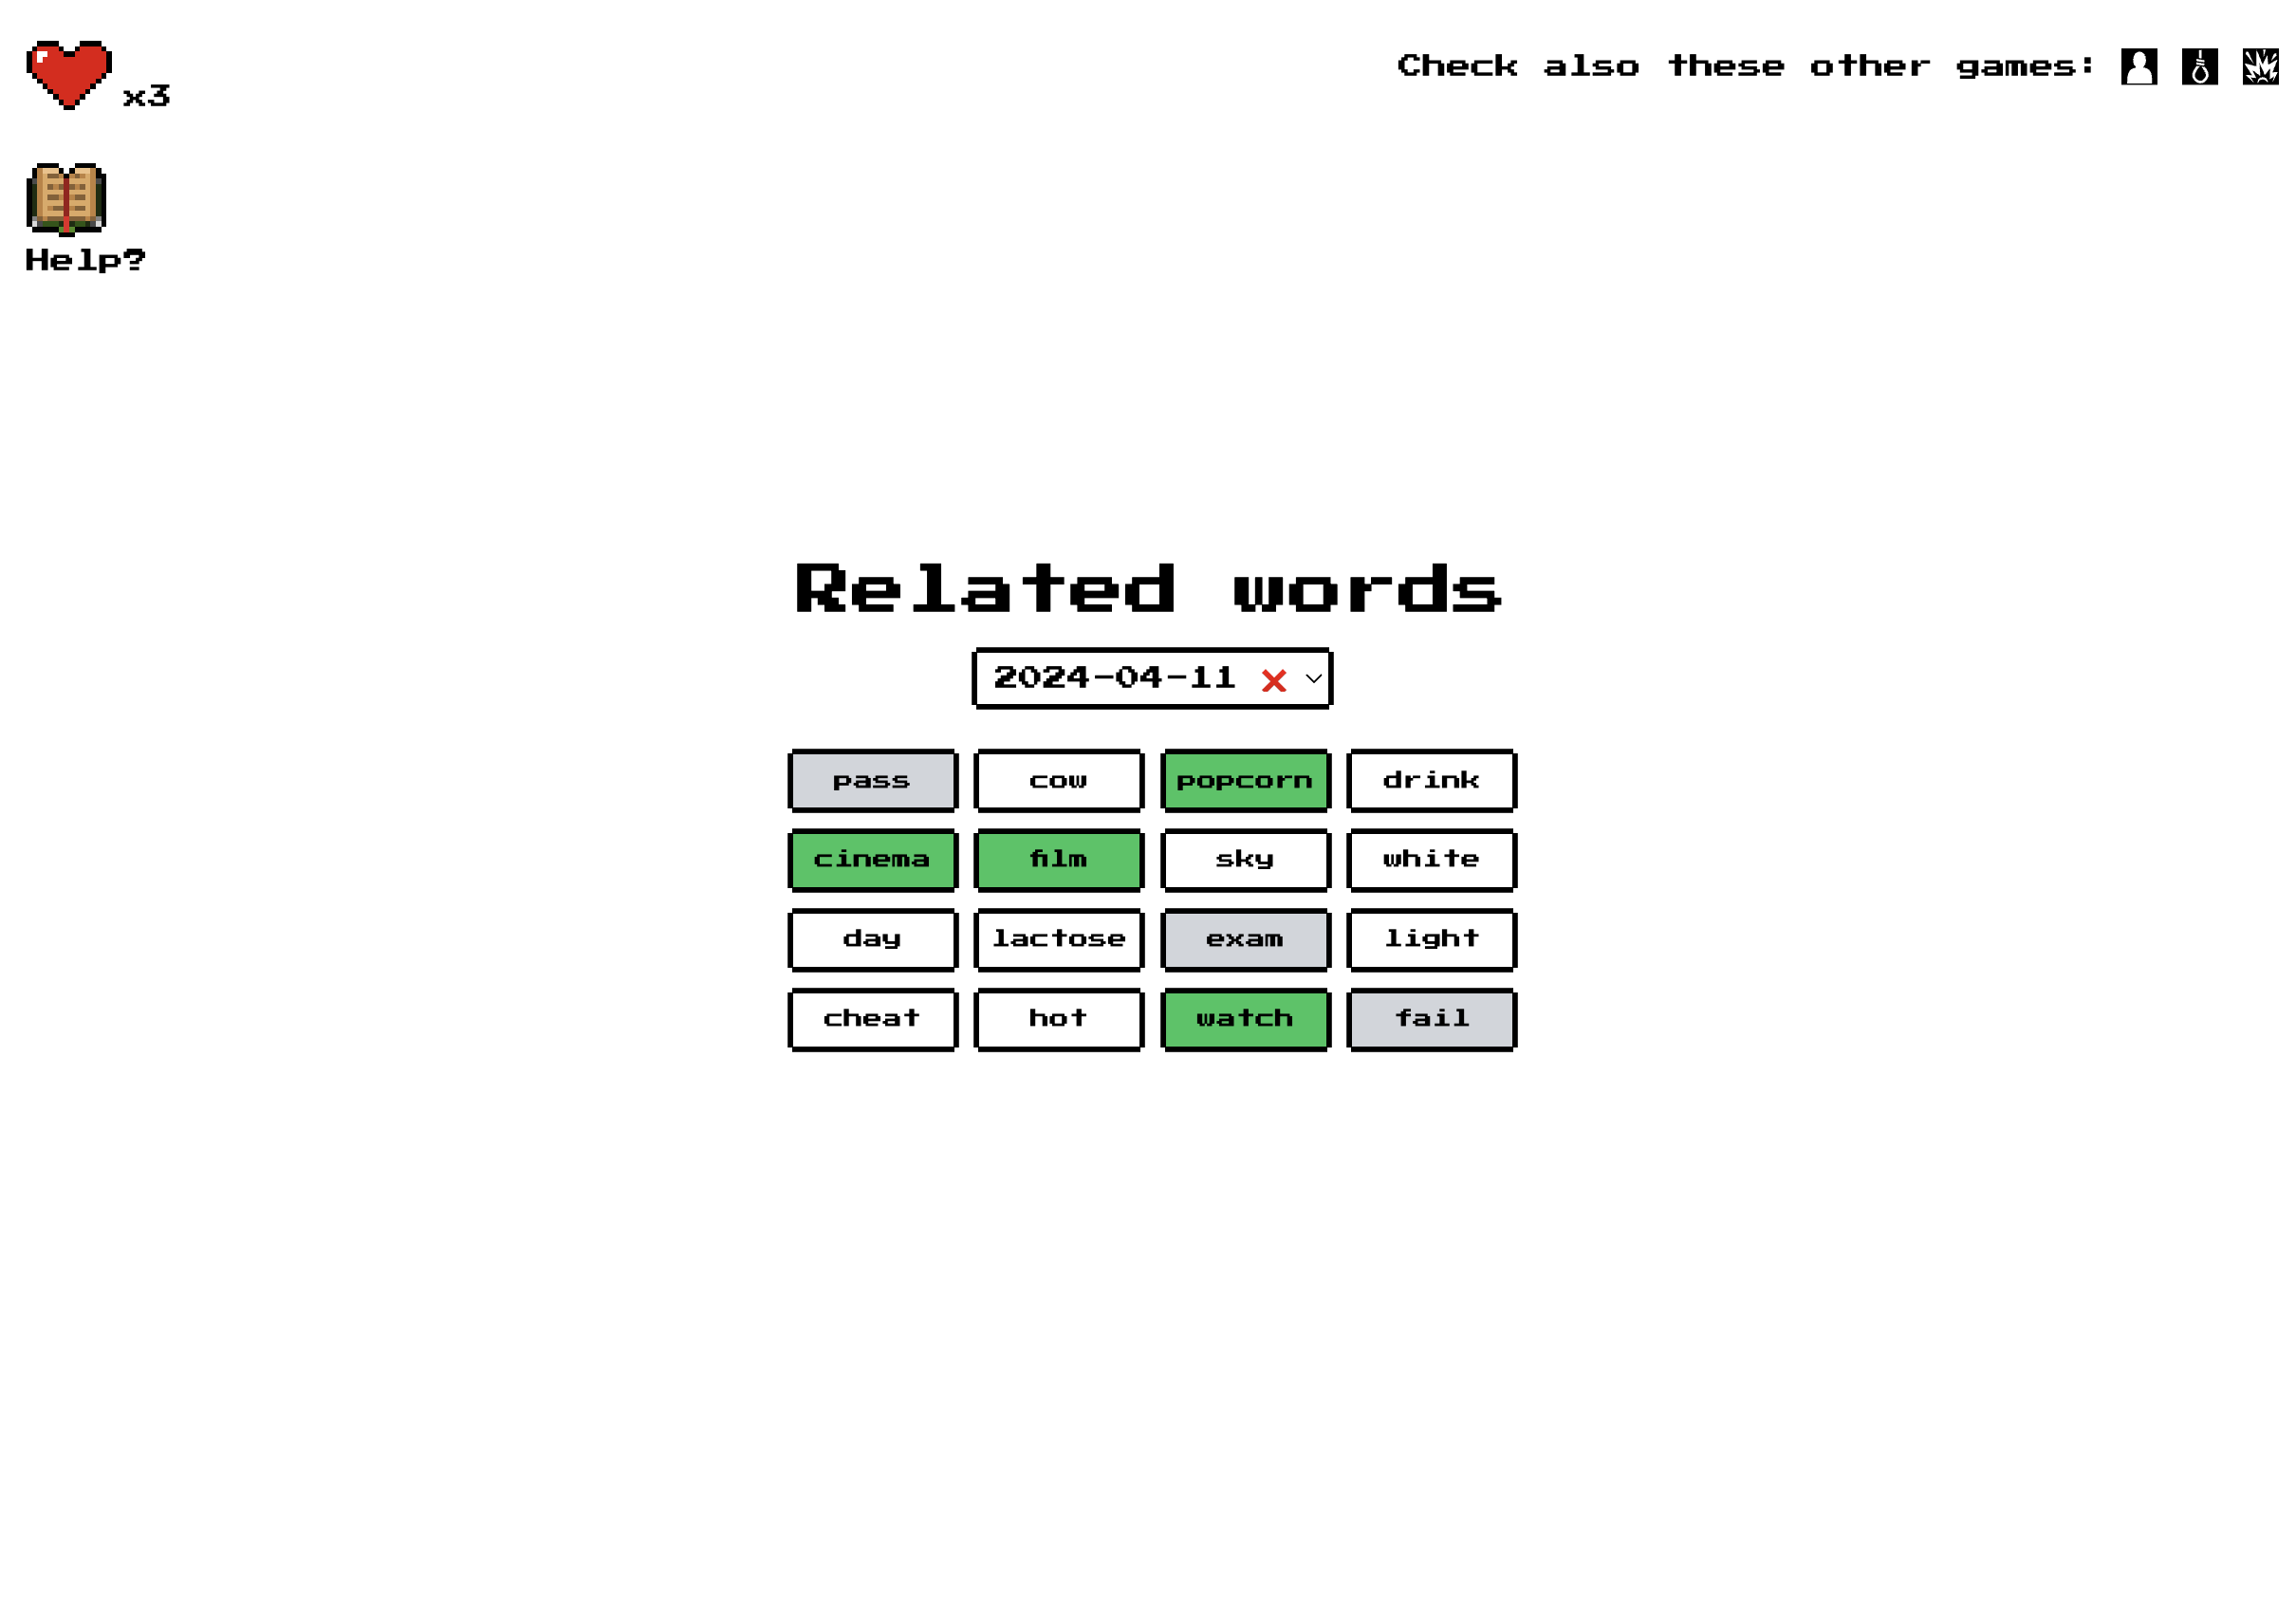 x3
Check also these other games:
Help?
Related words
2024-04-11
pass cow popcorn drink
cinema film sky white
day lactose exam light
cheat hot watch fail